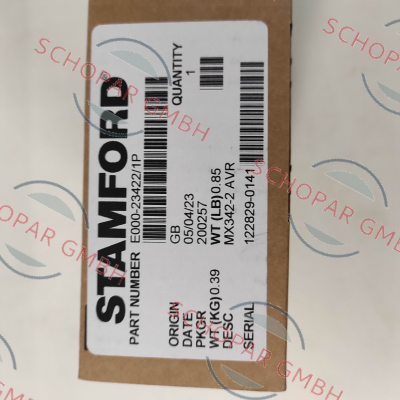 STAMFORD
PART NUMBER E000-23422/1P
QUANTITY
1
ORIGIN GB
DATE 05/04/23
PKGR 200257
WT (KG) 0.39 WT (LB) 0.85
DESC MX342-2 AVR
SERIAL 122829-0141
SCHOPAR GMBH
SCHOPAR GMBH
SCHOPAR GMBH
SCHOPAR GMBH